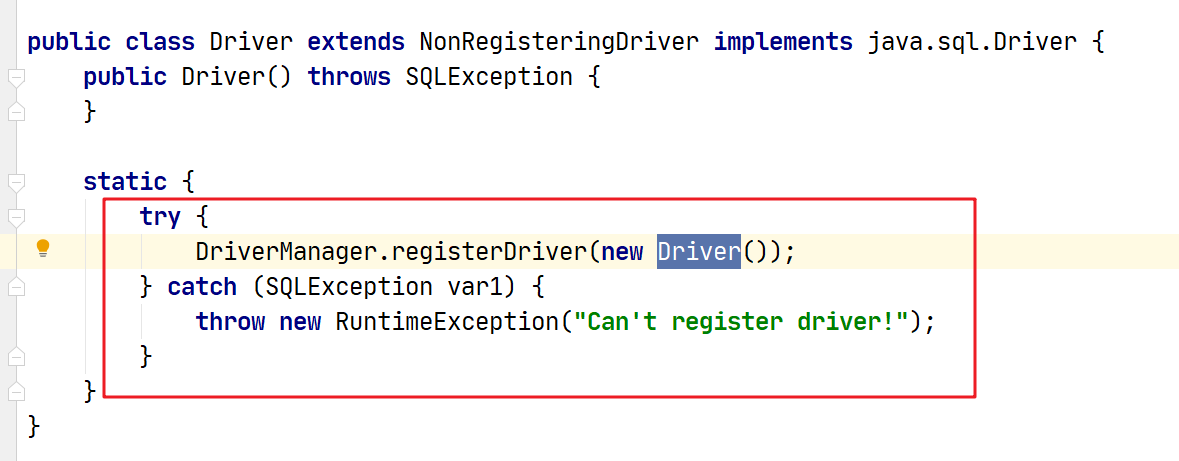 public class Driver extends NonRegisteringDriver implements java.sql.Driver {
    public Driver() throws SQLException {
    }
    static {
        try {
            DriverManager.registerDriver(new Driver());
        } catch (SQLException var1) {
            throw new RuntimeException("Can't register driver!");
        }
    }
}